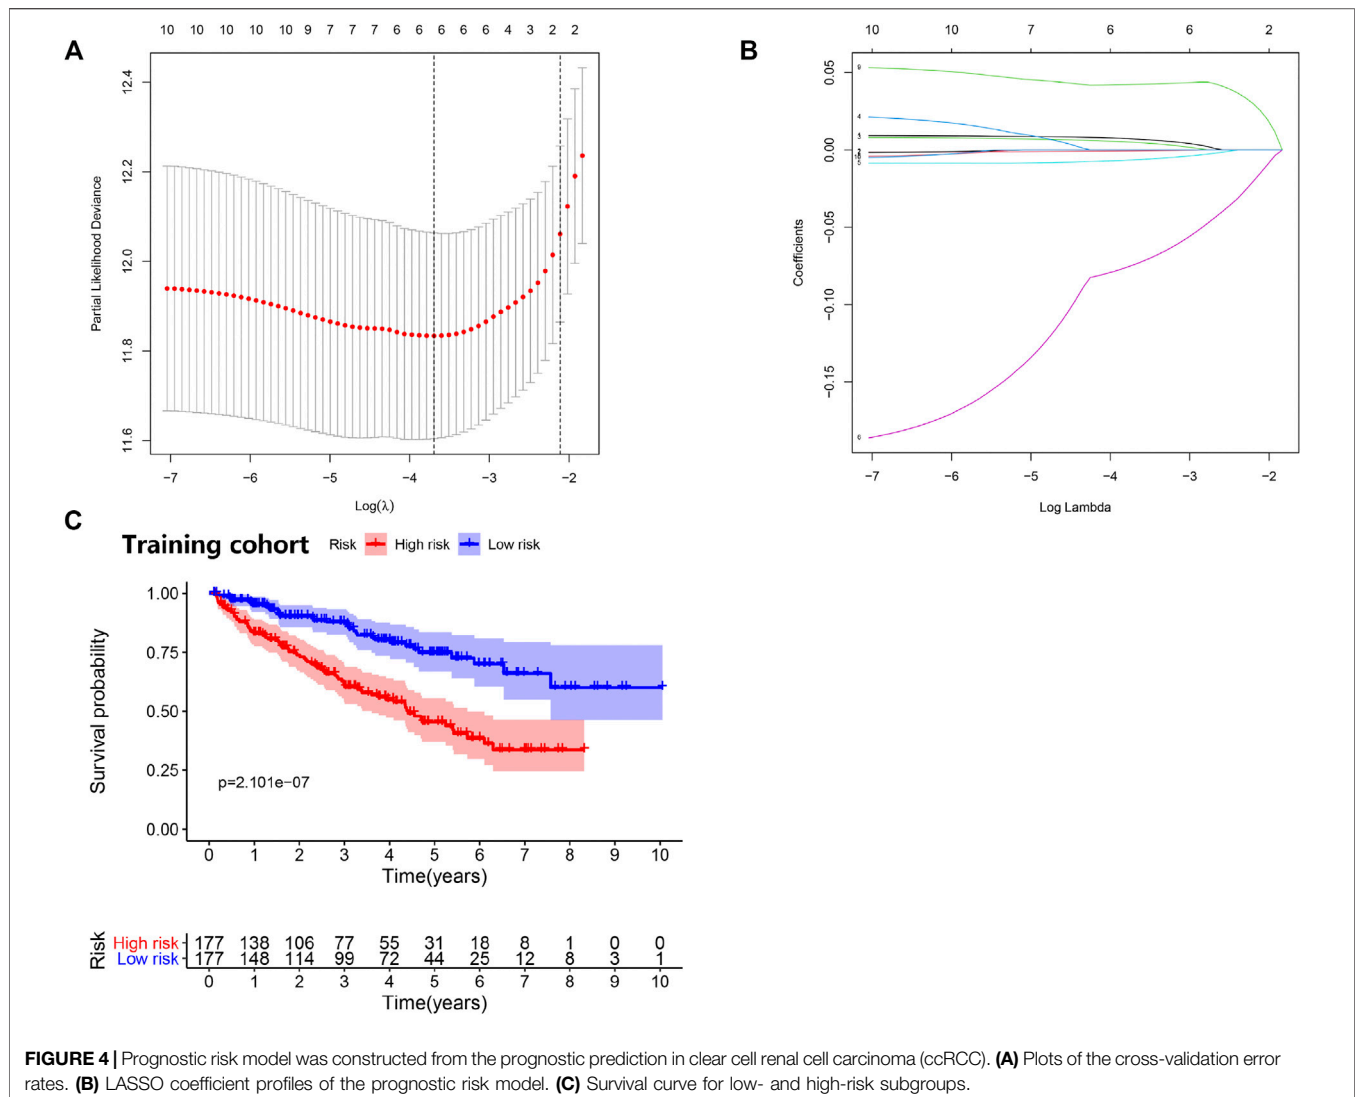 10 10 10 10 10 9 7 7 7 6 6 6 6 4 3 2 2
A
12.4
12.2
12.0
11.8
11.6
Partial Likelihood Deviance
−7 −6 −5 −4 −3 −2
Log(λ)
10 10 7 6 6 2
B
0.05
0.00
−0.05
−0.10
−0.15
Coefficients
9
4
3
5
6
−7 −6 −5 −4 −3 −2
Log Lambda
C
Training cohort Risk High risk Low risk
1.00
0.75
0.50
0.25
0.00
Survival probability
p=2.101e−07
0 1 2 3 4 5 6 7 8 9 10
Time(years)
Risk
High risk 177 138 106 77 55 31 18 8 1 0 0
Low risk 177 148 114 99 72 44 25 12 8 3 1
0 1 2 3 4 5 6 7 8 9 10
Time(years)
FIGURE 4 | Prognostic risk model was constructed from the prognostic prediction in clear cell renal cell carcinoma (ccRCC). (A) Plots of the cross-validation error
rates. (B) LASSO coefficient profiles of the prognostic risk model. (C) Survival curve for low- and high-risk subgroups.